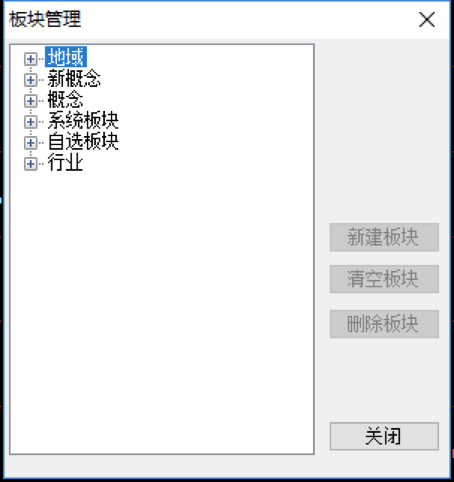 板块管理
地域
新概念
概念
系统板块
自选板块
行业
新建板块
清空板块
删除板块
关闭